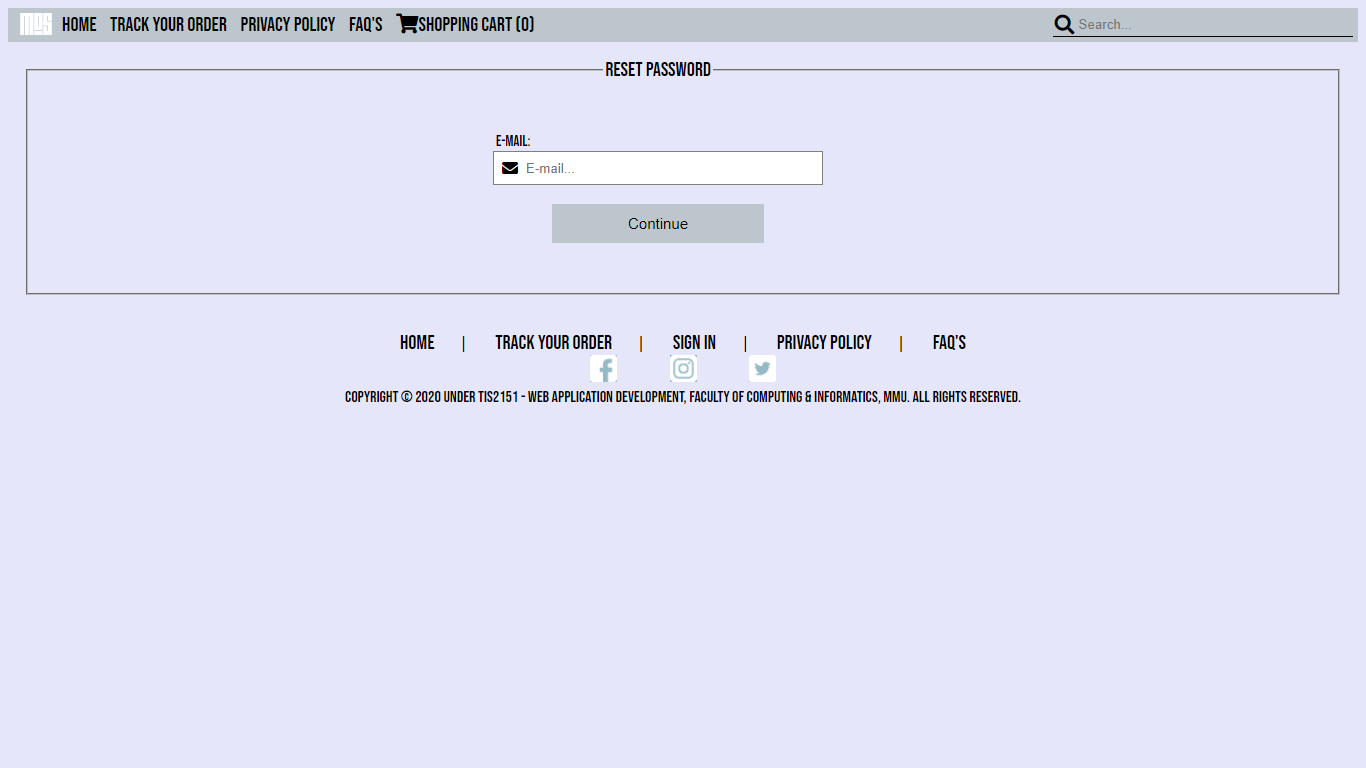 MOS HOME TRACK YOUR ORDER PRIVACY POLICY FAQ'S SHOPPING CART (0) Search...
RESET PASSWORD
E-MAIL:
E-mail...
Continue
HOME | TRACK YOUR ORDER | SIGN IN | PRIVACY POLICY | FAQ'S
COPYRIGHT © 2020 UNDER TIS2151 - WEB APPLICATION DEVELOPMENT, FACULTY OF COMPUTING & INFORMATICS, MMU. ALL RIGHTS RESERVED.